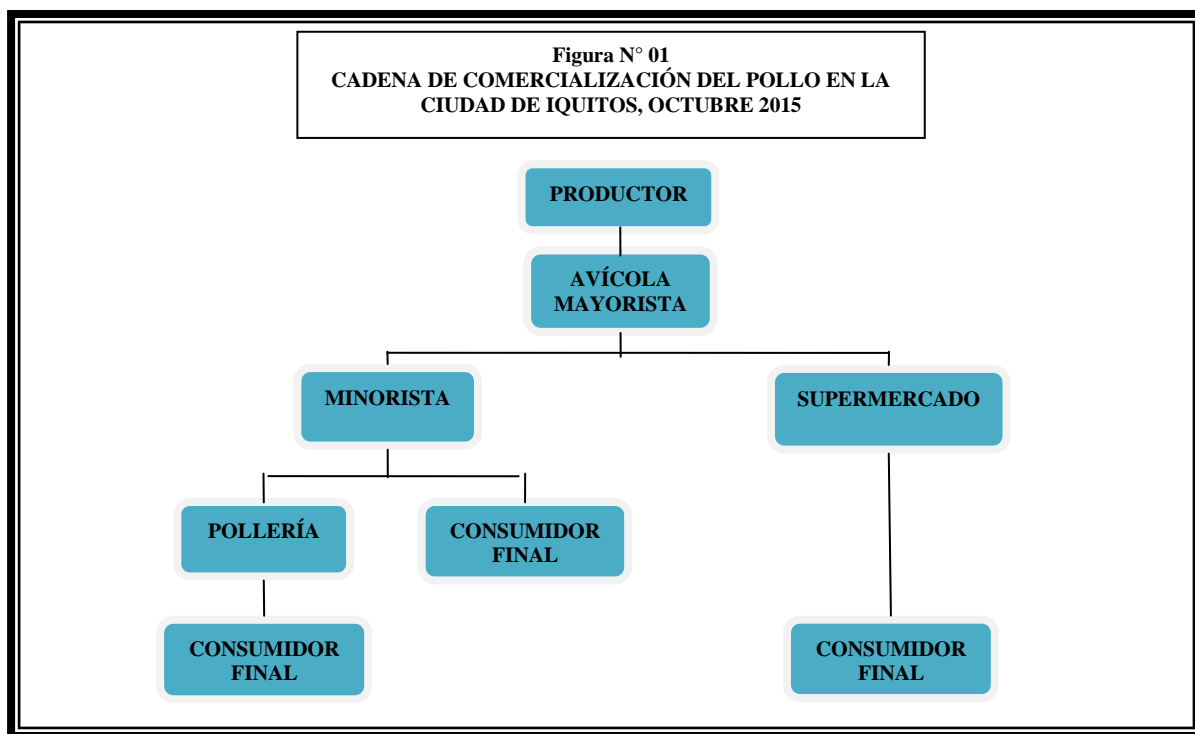 Figura N° 01
CADENA DE COMERCIALIZACIÓN DEL POLLO EN LA
CIUDAD DE IQUITOS, OCTUBRE 2015
PRODUCTOR
AVÍCOLA
MAYORISTA
MINORISTA
SUPERMERCADO
POLLERÍA
CONSUMIDOR
FINAL
CONSUMIDOR
FINAL
CONSUMIDOR
FINAL